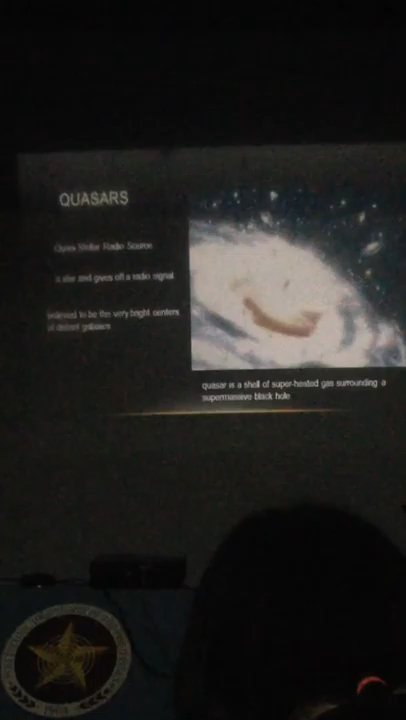 QUASARS
Quasi Stellar Radio Source
a star and gives off a radio signal
believed to be the very bright centers
of distant galaxies
quasar is a shell of super-heated gas surrounding a
supermassive black hole